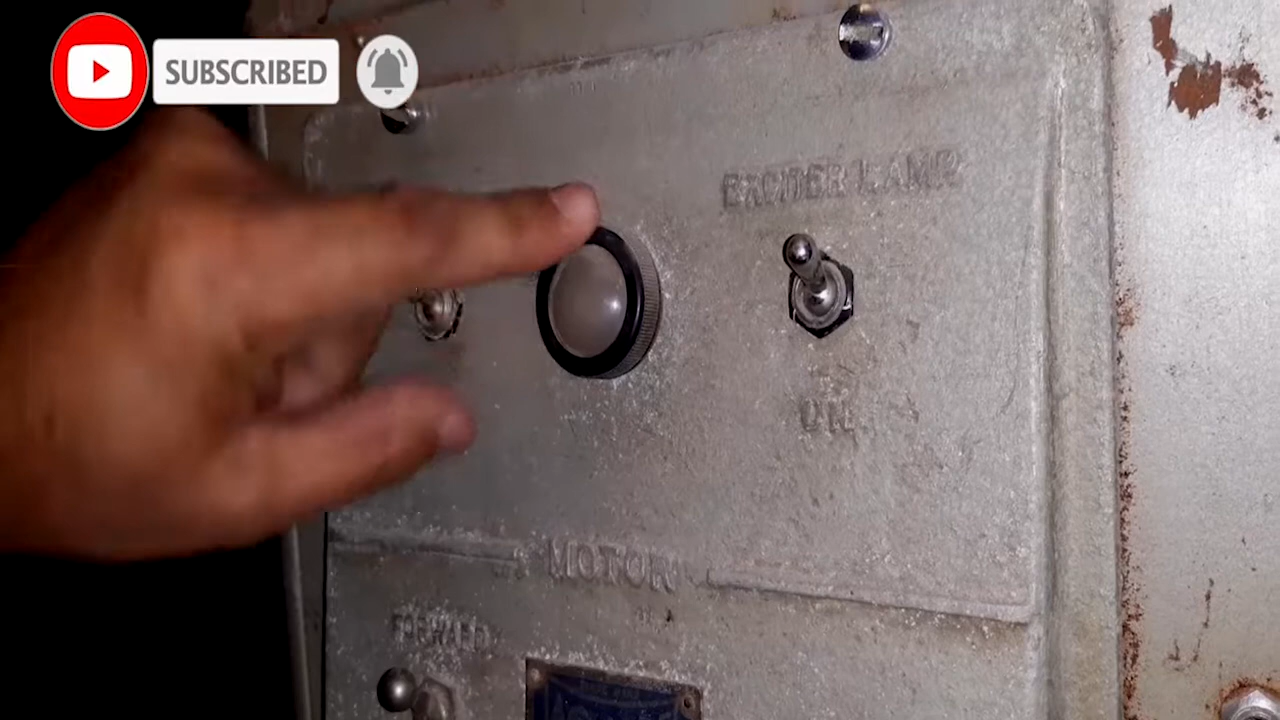 SUBSCRIBED
EXCITER LAMP
ON
MOTOR
FORWARD